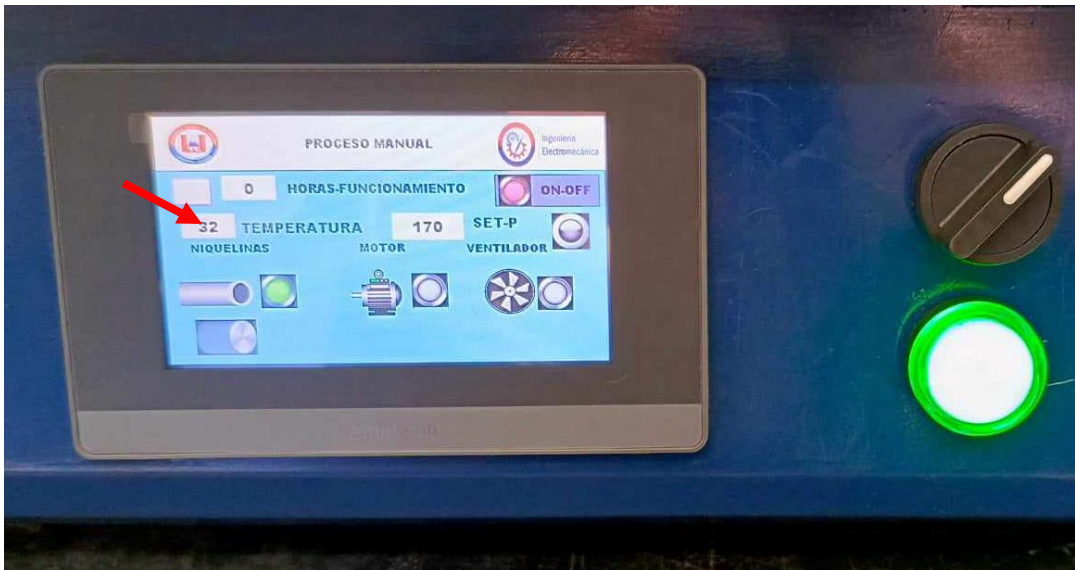 PROCESO MANUAL
Ingeniería
Electromecánica
0 HORAS-FUNCIONAMIENTO ON-OFF
32 TEMPERATURA 170 SET-P
NIQUELINAS MOTOR VENTILADOR